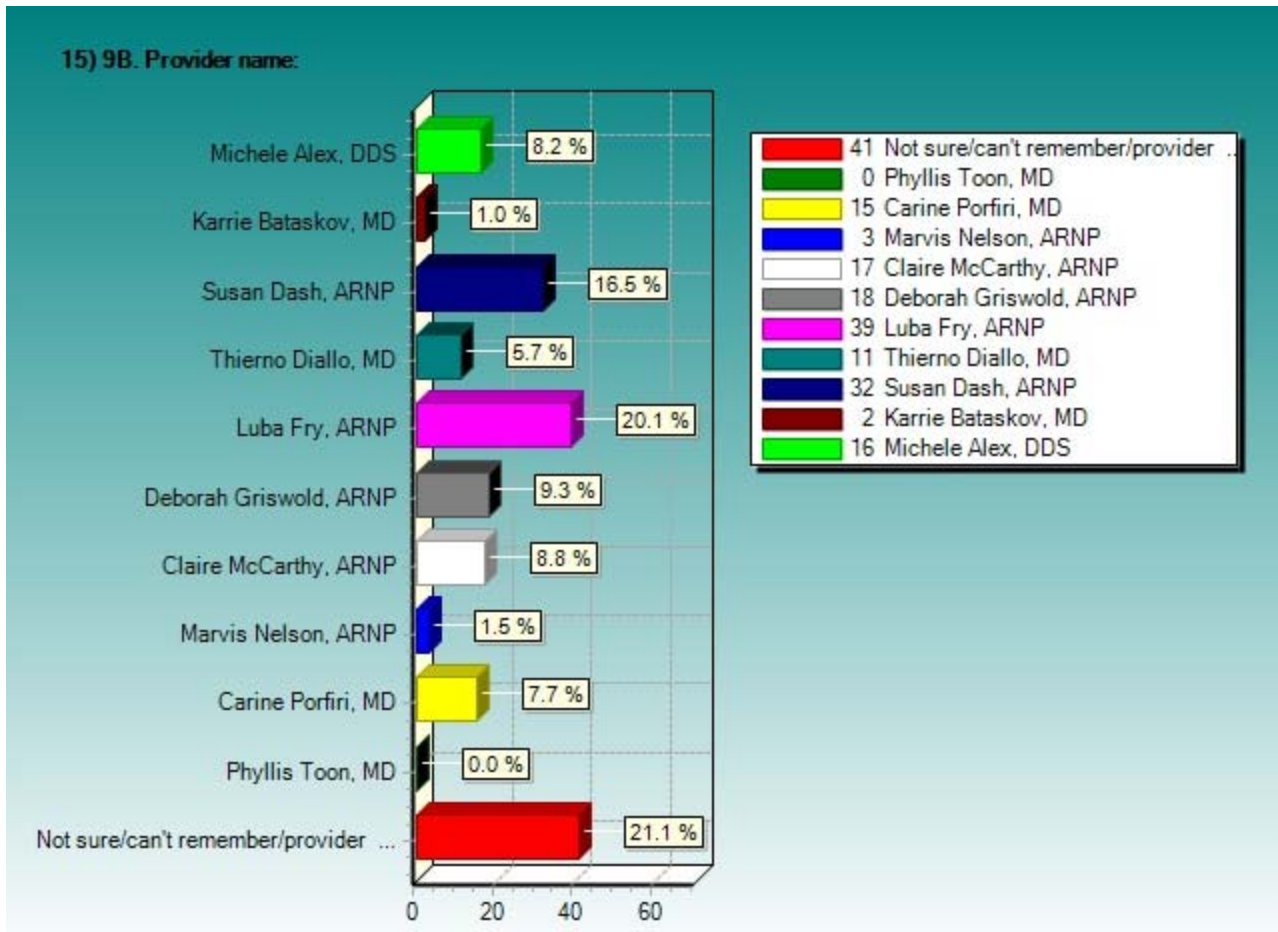 15) 9B. Provider name:
Michele Alex, DDS
8.2 %
Karrie Bataskov, MD
1.0 %
Susan Dash, ARNP
16.5 %
Thierno Diallo, MD
5.7 %
Luba Fry, ARNP
20.1 %
Deborah Griswold, ARNP
9.3 %
Claire McCarthy, ARNP
8.8 %
Marvis Nelson, ARNP
1.5 %
Carine Porfiri, MD
7.7 %
Phyllis Toon, MD
0.0 %
Not sure/can't remember/provider ...
21.1 %
0 20 40 60
41 Not sure/can't remember/provider ..
0 Phyllis Toon, MD
15 Carine Porfiri, MD
3 Marvis Nelson, ARNP
17 Claire McCarthy, ARNP
18 Deborah Griswold, ARNP
39 Luba Fry, ARNP
11 Thierno Diallo, MD
32 Susan Dash, ARNP
2 Karrie Bataskov, MD
16 Michele Alex, DDS